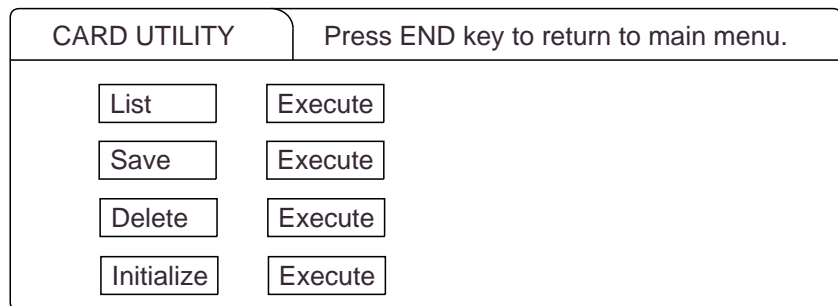 CARD UTILITY Press END key to return to main menu.
List Execute
Save Execute
Delete Execute
Initialize Execute